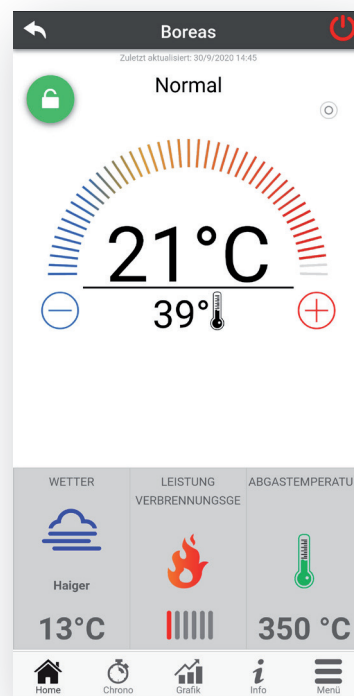 Boreas
Zuletzt aktualisiert: 30/9/2020 14:45
Normal
21°C
39°
WETTER
LEISTUNG
VERBRENNUNGSGE
ABGASTEMPERATU
Haiger
13°C
350 °C
Home
Chrono
Grafik
Info
Menü